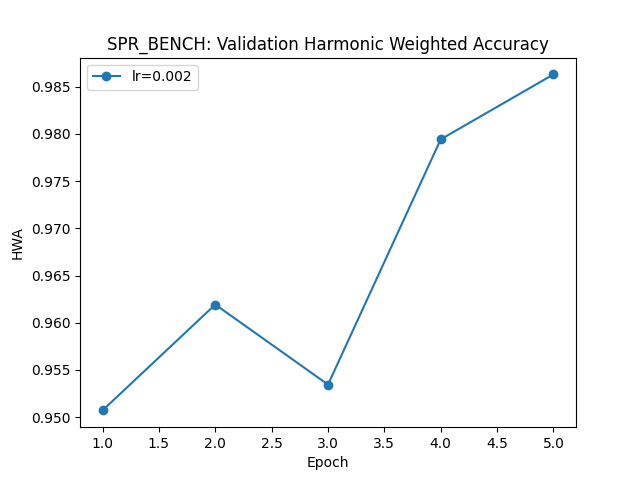 SPR_BENCH: Validation Harmonic Weighted Accuracy
lr=0.002
0.985
0.980
0.975
0.970
0.965
0.960
0.955
0.950
HWA
1.0 1.5 2.0 2.5 3.0 3.5 4.0 4.5 5.0
Epoch